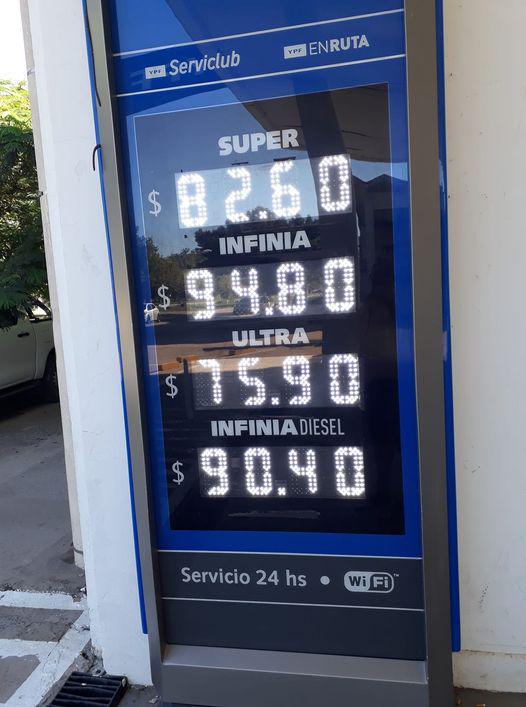 YPF Serviclub
YPF ENRUTA
SUPER
$ 82.60
INFINIA
$ 94.80
ULTRA
$ 75.90
INFINIA DIESEL
$ 90.40
Servicio 24 hs • WiFi™